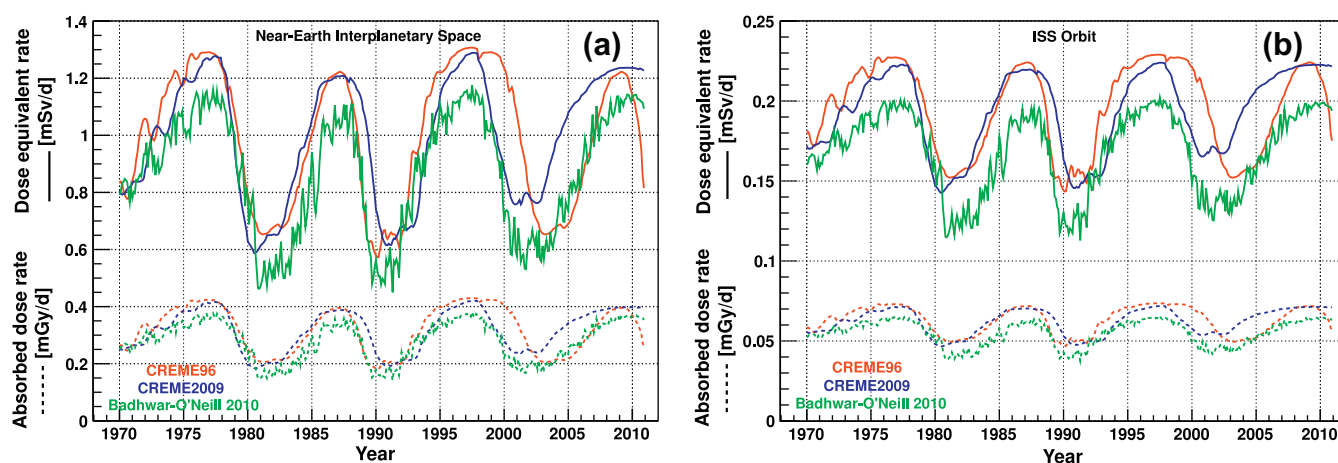 Near-Earth Interplanetary Space
(a)
Dose equivalent rate
[mSv/d]
Absorbed dose rate
[mGy/d]
1.4
1.2
1
0.8
0.6
0.4
0.2
0
CREME96
CREME2009
Badhwar-O'Neill 2010
1970 1975 1980 1985 1990 1995 2000 2005 2010
Year
ISS Orbit
(b)
Dose equivalent rate
[mSv/d]
Absorbed dose rate
[mGy/d]
0.25
0.2
0.15
0.1
0.05
0
CREME96
CREME2009
Badhwar-O'Neill 2010
1970 1975 1980 1985 1990 1995 2000 2005 2010
Year